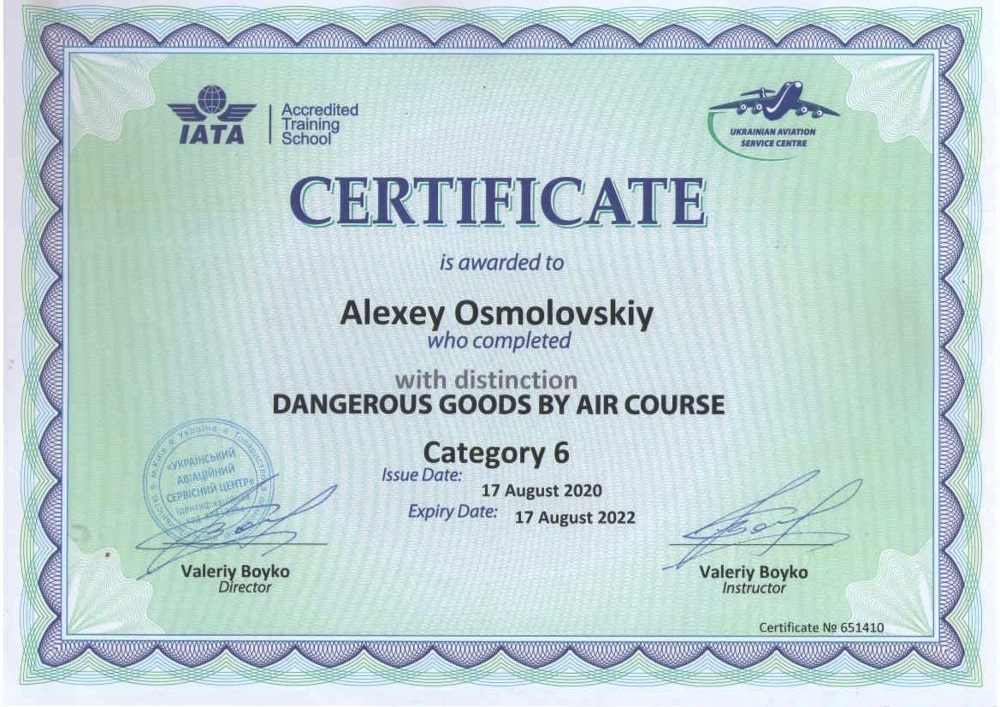 IATA
Accredited
Training
School
UKRAINIAN AVIATION
SERVICE CENTRE
CERTIFICATE
is awarded to
Alexey Osmolovskiy
who completed
with distinction
DANGEROUS GOODS BY AIR COURSE
Category 6
Issue Date: 17 August 2020
Expiry Date: 17 August 2022
Україна
м.Київ
«УКРАЇНСЬКИЙ
АВІАЦІЙНИЙ
СЕРВІСНИЙ ЦЕНТР»
Valeriy Boyko
Director
Valeriy Boyko
Instructor
Certificate № 651410